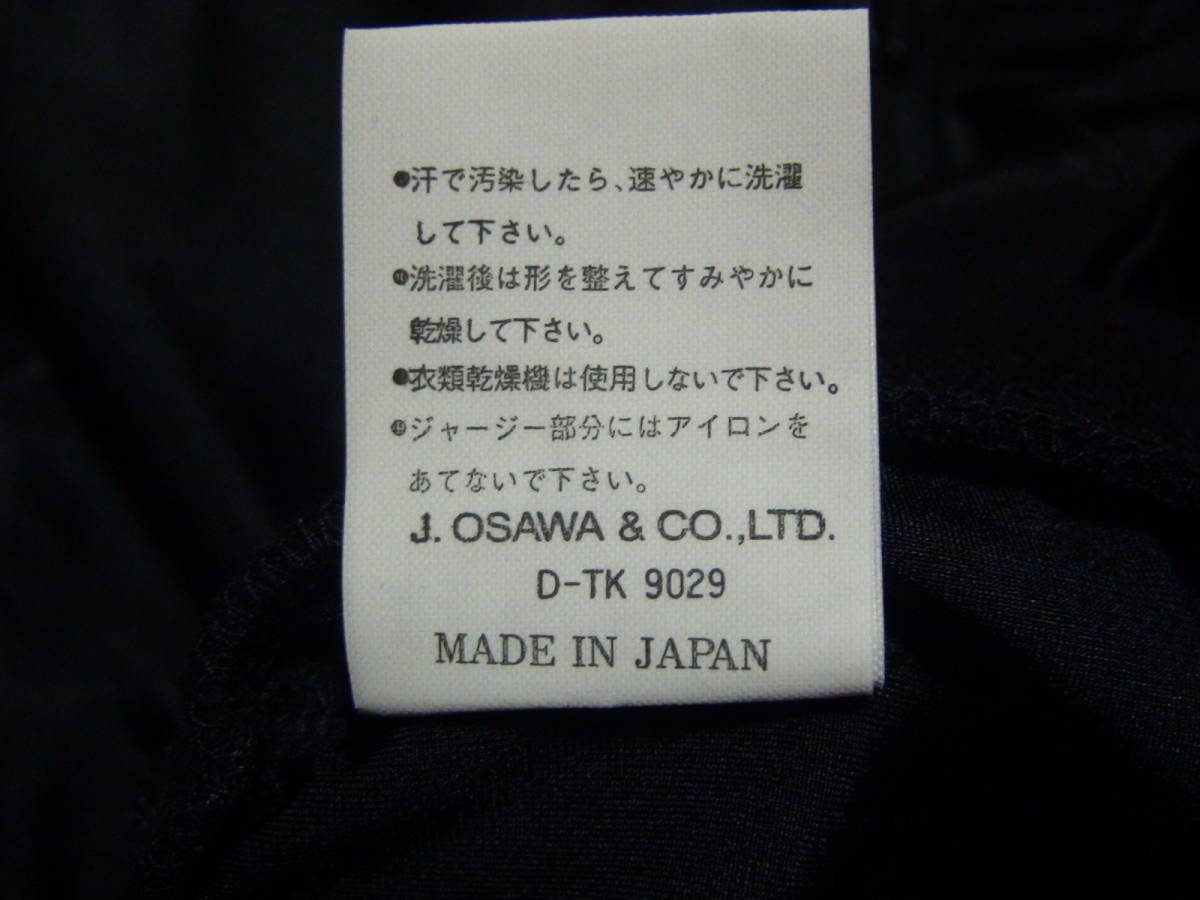 ●汗で汚染したら、速やかに洗濯
して下さい。
●洗濯後は形を整えてすみやかに
乾燥して下さい。
●衣類乾燥機は使用しないで下さい。
●ジャージー部分にはアイロンを
あてないで下さい。
J. OSAWA & CO.,LTD.
D-TK 9029
MADE IN JAPAN